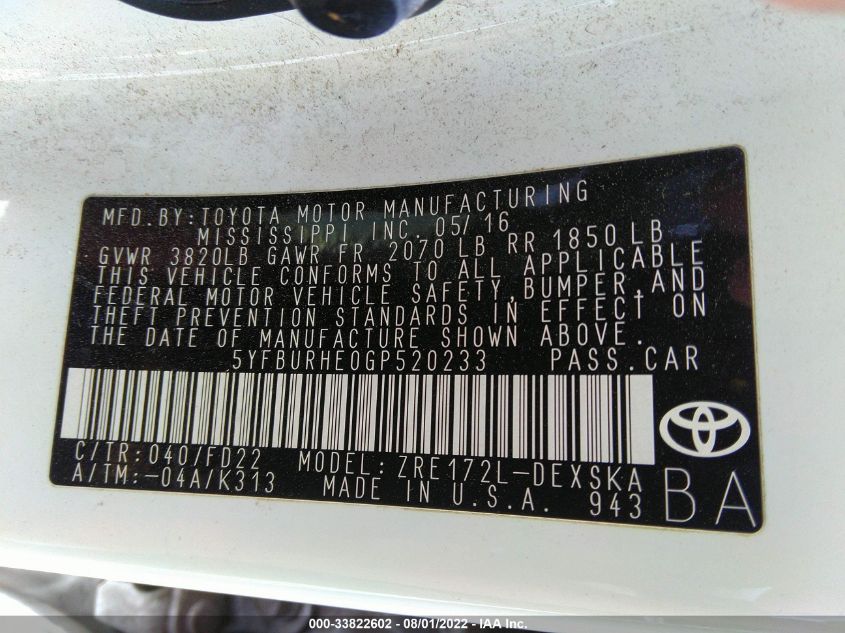 MFD.BY:TOYOTA MOTOR MANUFACTURING
MISSISSIPPI, INC. 05/16
GVWR 3820LB GAWR FR 2070 LB RR 1850 LB
THIS VEHICLE CONFORMS TO ALL APPLICABLE
FEDERAL MOTOR VEHICLE SAFETY,BUMPER,AND
THEFT PREVENTION STANDARDS IN EFFECT ON
THE DATE OF MANUFACTURE SHOWN ABOVE.
5YFBURHE0GP520233 PASS.CAR
C/TR: 040/FD22 MODEL: ZRE172L-DEXSKA
A/TM:-04A/K313 MADE IN U.S.A. 943
BA
000-33822602 - 08/01/2022 - IAA Inc.